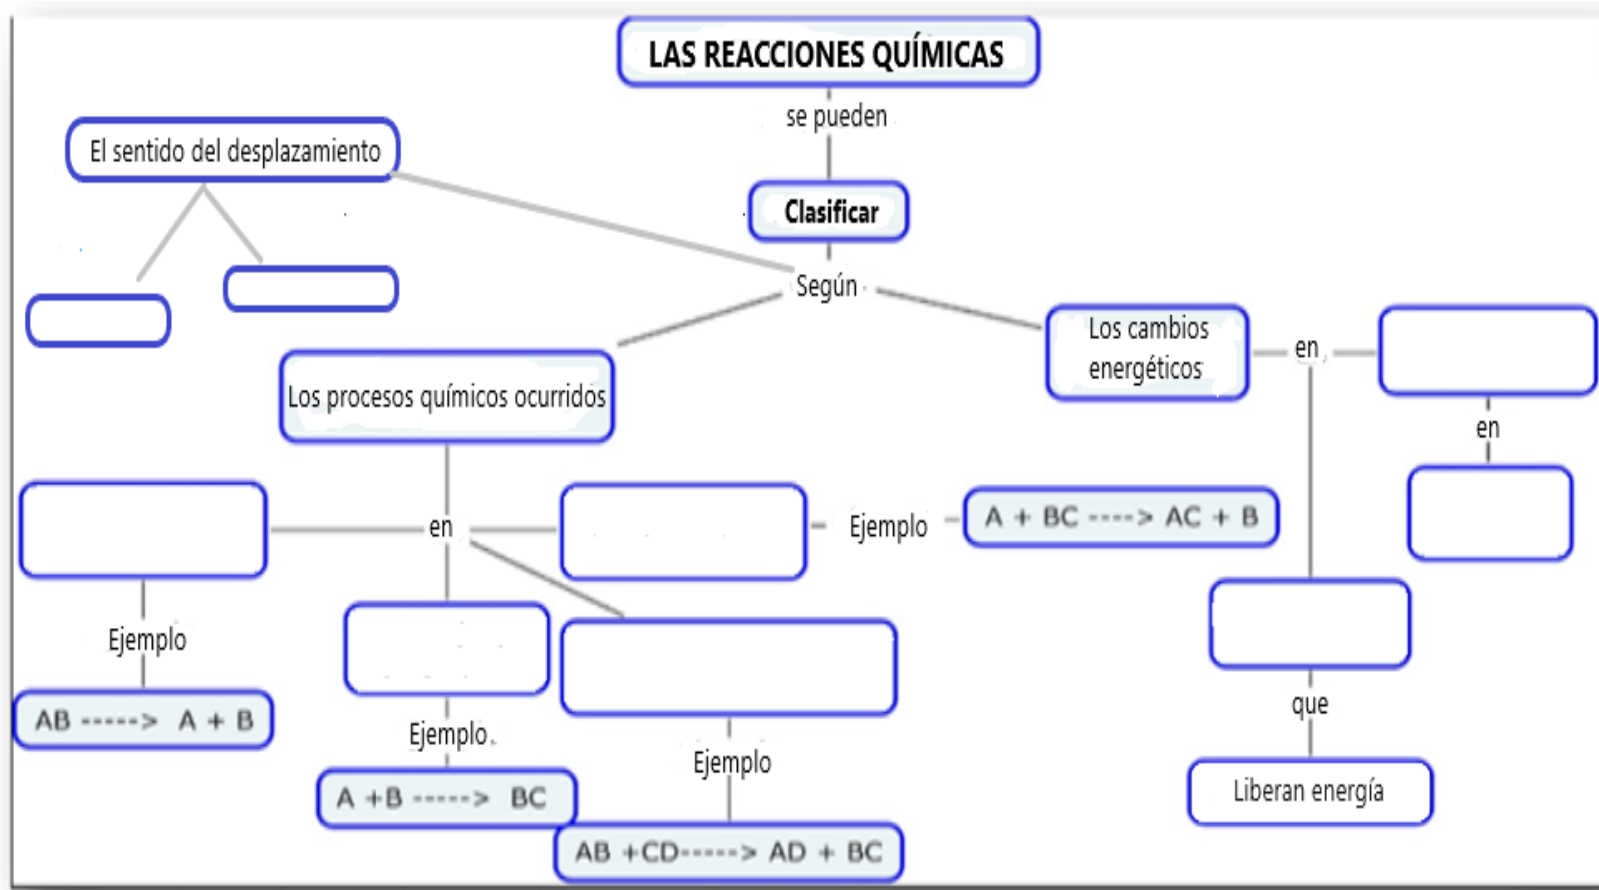 LAS REACCIONES QUÍMICAS
se pueden
El sentido del desplazamiento
Clasificar
Según
Los cambios
energéticos
en
Los procesos químicos ocurridos
en
en
Ejemplo
A + BC ----> AC + B
Ejemplo
AB -----> A + B
Ejemplo
A +B -----> BC
Ejemplo
AB +CD-----> AD + BC
que
Liberan energía